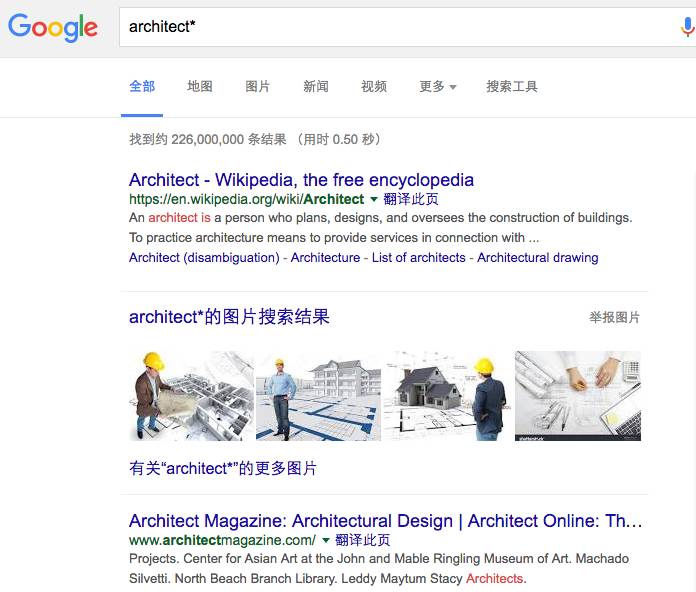 Google
architect*
全部 地图 图片 新闻 视频 更多 搜索工具
找到约 226,000,000 条结果 （用时 0.50 秒）
Architect - Wikipedia, the free encyclopedia
https://en.wikipedia.org/wiki/Architect 翻译此页
An architect is a person who plans, designs, and oversees the construction of buildings.
To practice architecture means to provide services in connection with ...
Architect (disambiguation) - Architecture - List of architects - Architectural drawing
architect*的图片搜索结果 举报图片
shutterstock
有关“architect*”的更多图片
Architect Magazine: Architectural Design | Architect Online: Th...
www.architectmagazine.com/ 翻译此页
Projects. Center for Asian Art at the John and Mable Ringling Museum of Art. Machado
Silvetti. North Beach Branch Library. Leddy Maytum Stacy Architects.